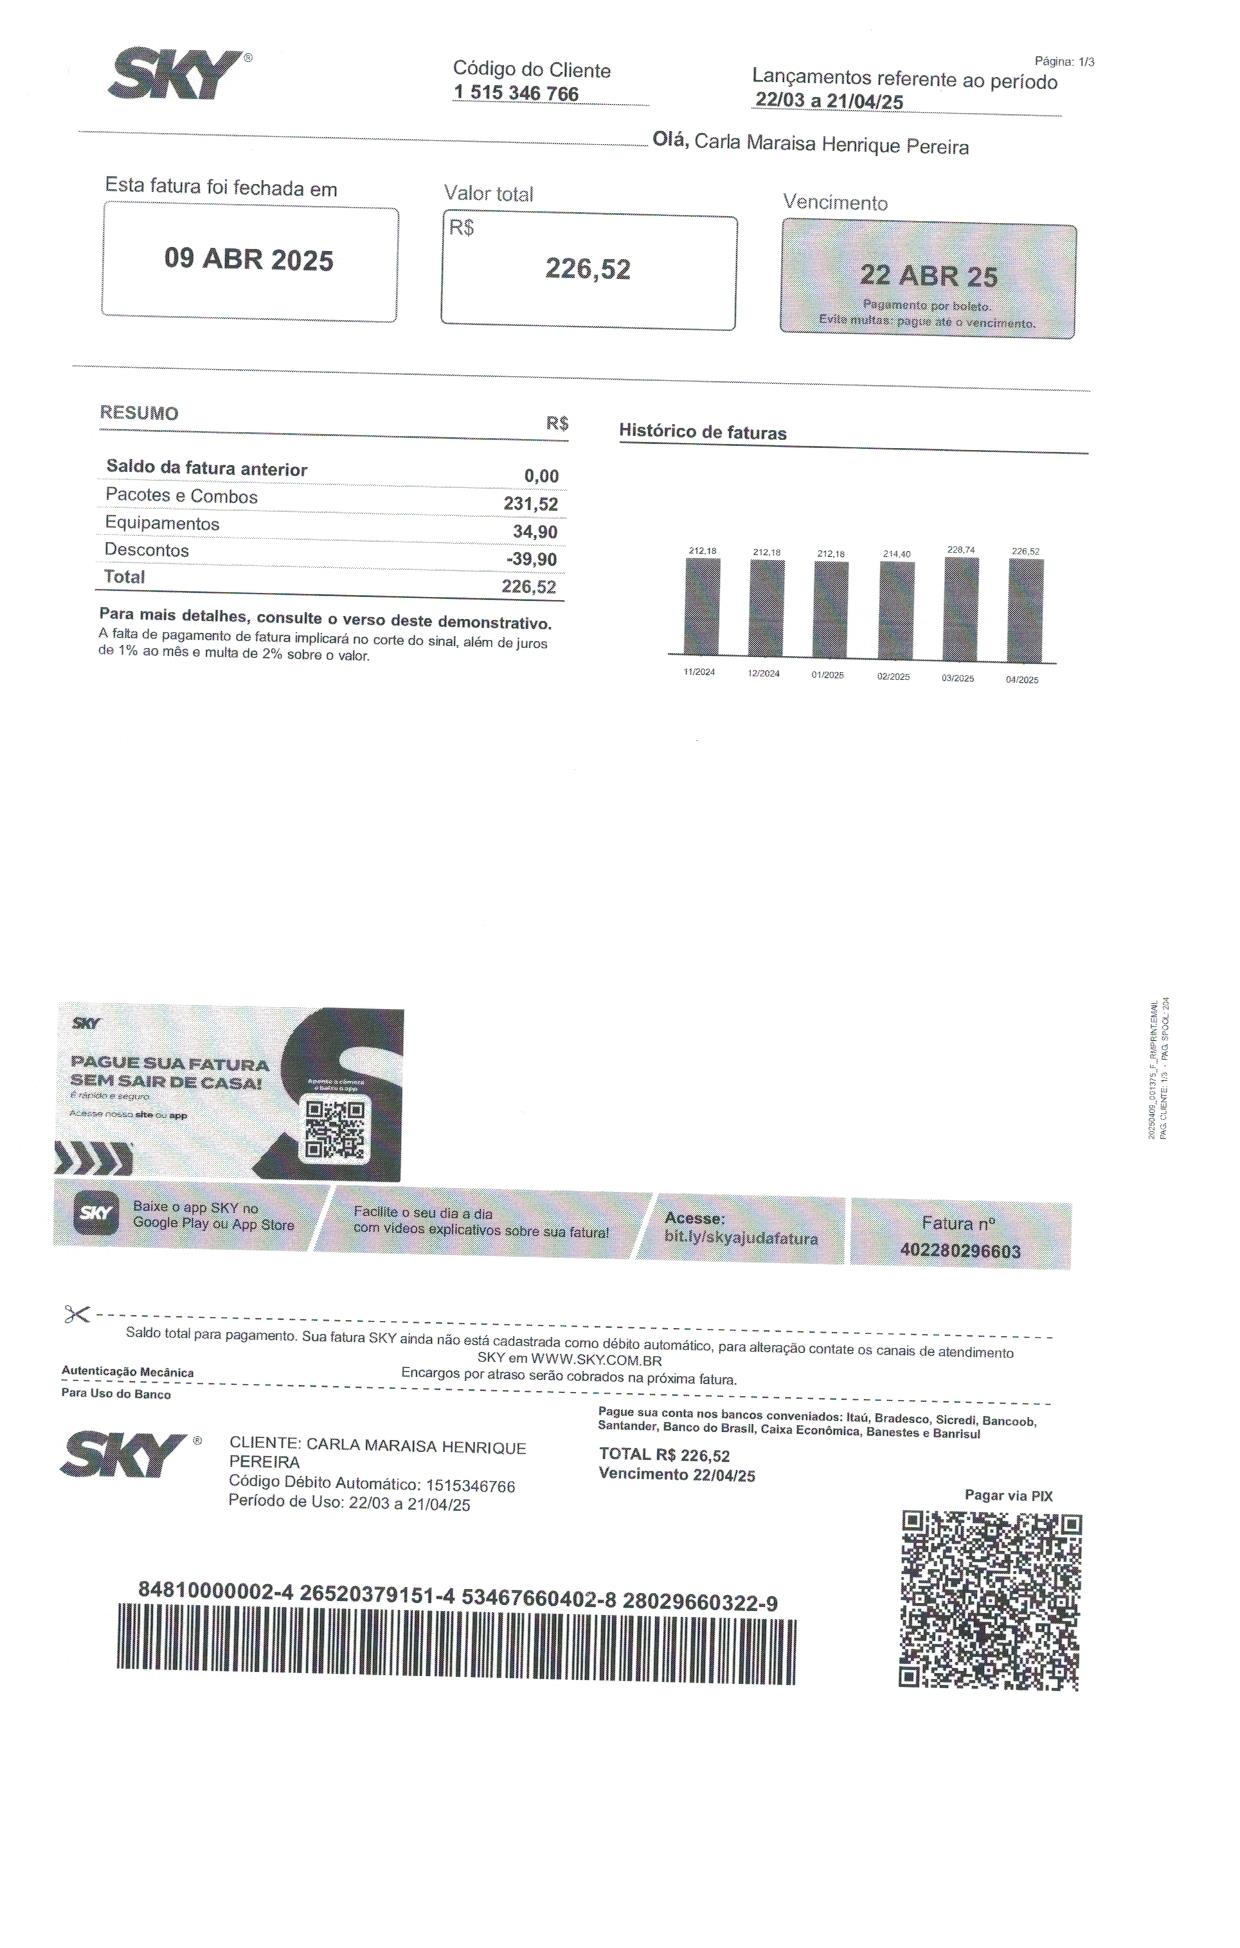 SKY®
Código do Cliente
1 515 346 766
Página: 1/3
Lançamentos referente ao período
22/03 a 21/04/25
Olá, Carla Maraisa Henrique Pereira
Esta fatura foi fechada em
09 ABR 2025
Valor total
R$
226,52
Vencimento
22 ABR 25
Pagamento por boleto.
Evite multas: pague até o vencimento.
RESUMO R$
Saldo da fatura anterior 0,00
Pacotes e Combos 231,52
Equipamentos 34,90
Descontos -39,90
Total 226,52
Para mais detalhes, consulte o verso deste demonstrativo.
A falta de pagamento de fatura implicará no corte do sinal, além de juros
de 1% ao mês e multa de 2% sobre o valor.
Histórico de faturas
212,18 212,18 212,18 214,40 228,74 226,52
11/2024 12/2024 01/2025 02/2025 03/2025 04/2025
SKY
PAGUE SUA FATURA
SEM SAIR DE CASA!
É rápido e seguro
Acesse nosso site ou app
Aponte a câmera
e baixe o app
20250409_001375_F_RMPRINT.EMAIL
PAG. CLIENTE: 1/3 - PAG. SPOOL: 204
SKY
Baixe o app SKY no
Google Play ou App Store
Facilite o seu dia a dia
com vídeos explicativos sobre sua fatura!
Acesse:
bit.ly/skyajudafatura
Fatura nº
402280296603
Saldo total para pagamento. Sua fatura SKY ainda não está cadastrada como débito automático, para alteração contate os canais de atendimento
SKY em WWW.SKY.COM.BR
Encargos por atraso serão cobrados na próxima fatura.
Autenticação Mecânica
Para Uso do Banco
SKY®
CLIENTE: CARLA MARAISA HENRIQUE
PEREIRA
Código Débito Automático: 1515346766
Período de Uso: 22/03 a 21/04/25
Pague sua conta nos bancos conveniados: Itaú, Bradesco, Sicredi, Bancoob,
Santander, Banco do Brasil, Caixa Econômica, Banestes e Banrisul
TOTAL R$ 226,52
Vencimento 22/04/25
Pagar via PIX
84810000002-4 26520379151-4 53467660402-8 28029660322-9